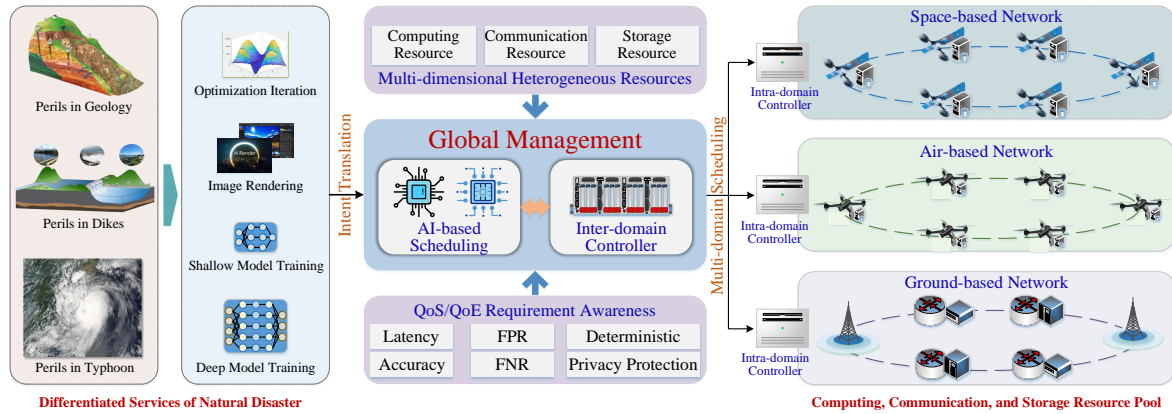 Perils in Geology
Perils in Dikes
Perils in Typhoon
Optimization Iteration
AI Render
Image Rendering
Shallow Model Training
Deep Model Training
Differentiated Services of Natural Disaster
Intent Translation
Computing
Resource
Communication
Resource
Storage
Resource
Multi-dimensional Heterogeneous Resources
Global Management
AI-based
Scheduling
Inter-domain
Controller
QoS/QoE Requirement Awareness
Latency
FPR
Deterministic
Accuracy
FNR
Privacy Protection
Multi-domain Scheduling
Space-based Network
Intra-domain
Controller
Air-based Network
Intra-domain
Controller
Ground-based Network
Intra-domain
Controller
Computing, Communication, and Storage Resource Pool